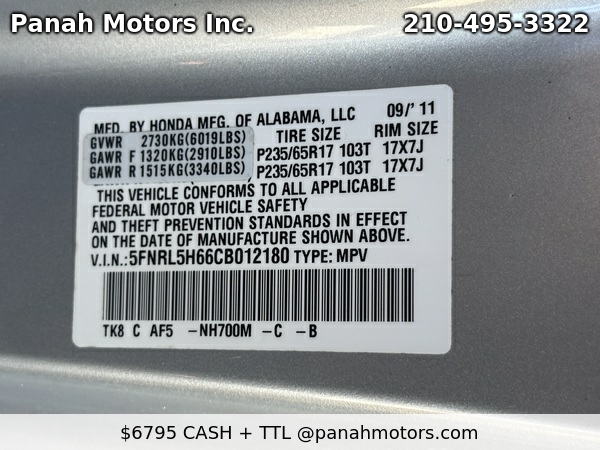 Panah Motors Inc. 210-495-3322
MFD. BY HONDA MFG. OF ALABAMA, LLC 09/'11
GVWR 2730KG(6019LBS) TIRE SIZE RIM SIZE
GAWR F 1320KG(2910LBS) P235/65R17 103T 17X7J
GAWR R 1515KG(3340LBS) P235/65R17 103T 17X7J
THIS VEHICLE CONFORMS TO ALL APPLICABLE
FEDERAL MOTOR VEHICLE SAFETY
AND THEFT PREVENTION STANDARDS IN EFFECT
ON THE DATE OF MANUFACTURE SHOWN ABOVE.
V.I.N.:5FNRL5H66CB012180 TYPE: MPV
TK8 C AF5 -NH700M -C -B
$6795 CASH + TTL @panahmotors.com